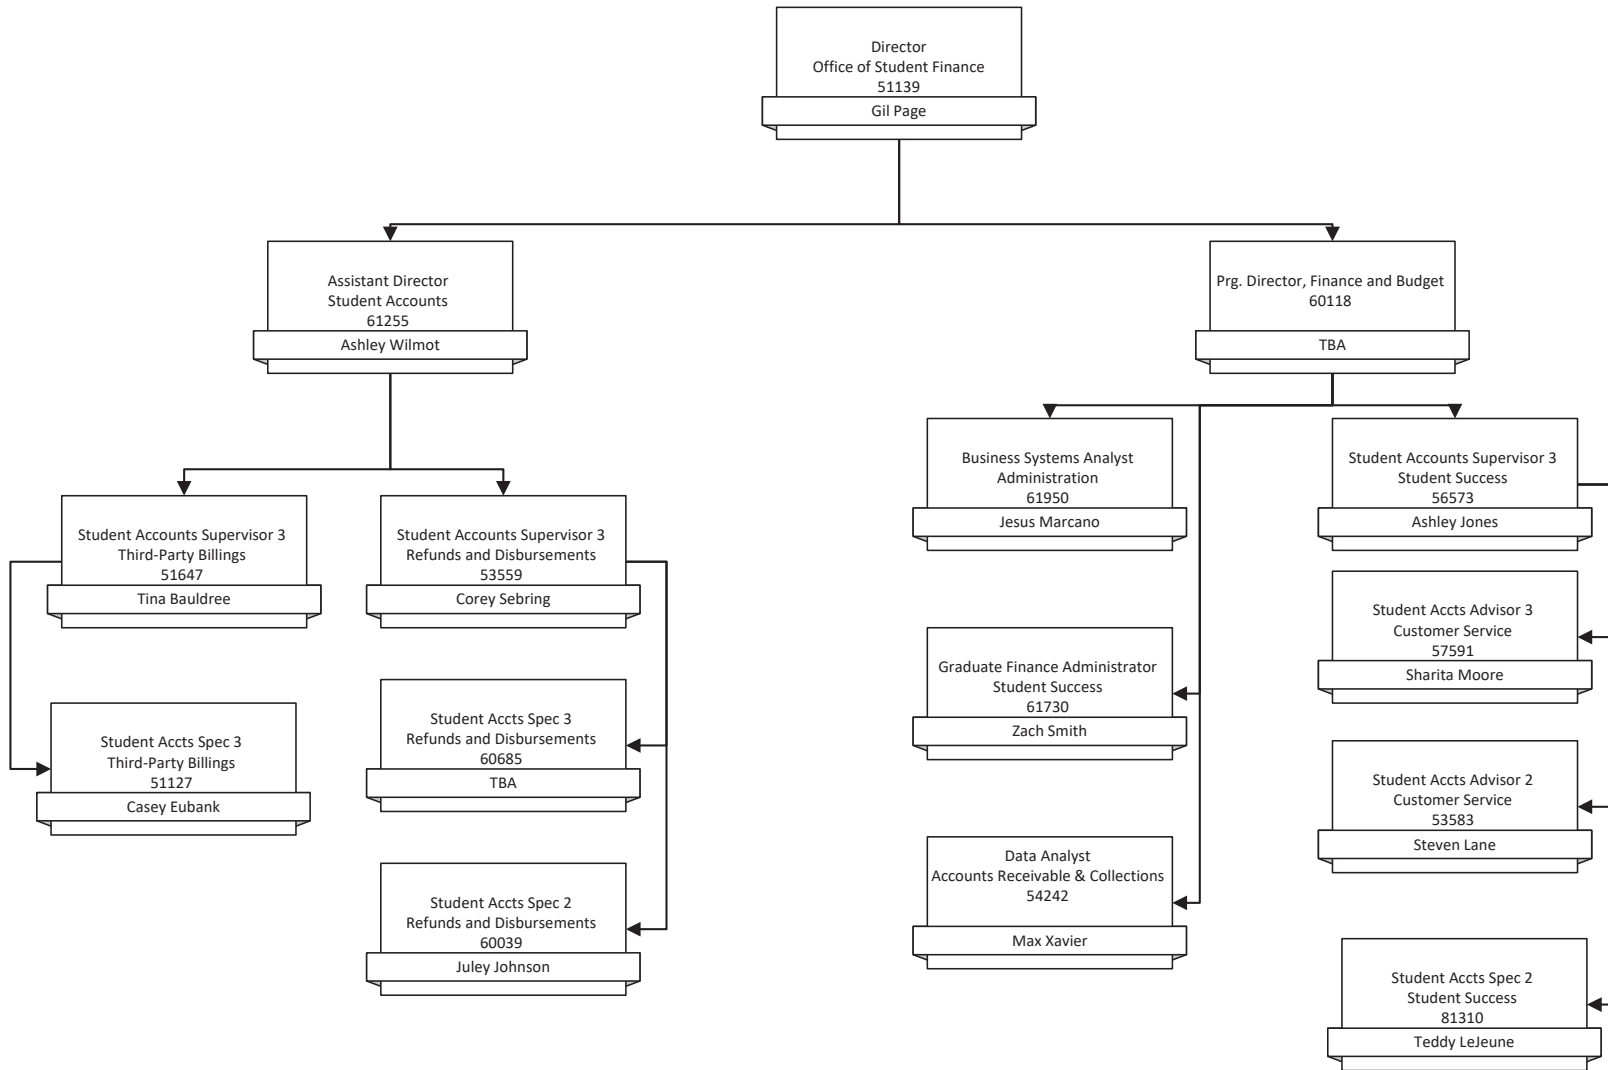 Director
Office of Student Finance
51139
Gil Page
Assistant Director
Student Accounts
61255
Ashley Wilmot
Prg. Director, Finance and Budget
60118
TBA
Student Accounts Supervisor 3
Third-Party Billings
51647
Tina Bauldree
Student Accts Spec 3
Third-Party Billings
51127
Casey Eubank
Student Accounts Supervisor 3
Refunds and Disbursements
53559
Corey Sebring
Student Accts Spec 3
Refunds and Disbursements
60685
TBA
Student Accts Spec 2
Refunds and Disbursements
60039
Juley Johnson
Business Systems Analyst
Administration
61950
Jesus Marcano
Graduate Finance Administrator
Student Success
61730
Zach Smith
Data Analyst
Accounts Receivable & Collections
54242
Max Xavier
Student Accounts Supervisor 3
Student Success
56573
Ashley Jones
Student Accts Advisor 3
Customer Service
57591
Sharita Moore
Student Accts Advisor 2
Customer Service
53583
Steven Lane
Student Accts Spec 2
Student Success
81310
Teddy LeJeune